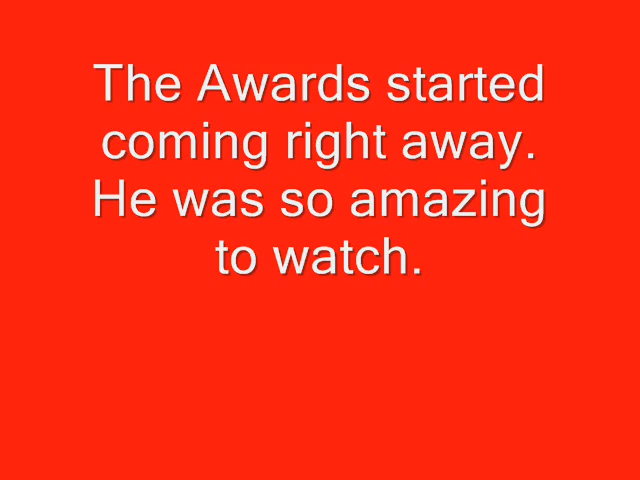 The Awards started
coming right away.
He was so amazing
to watch.